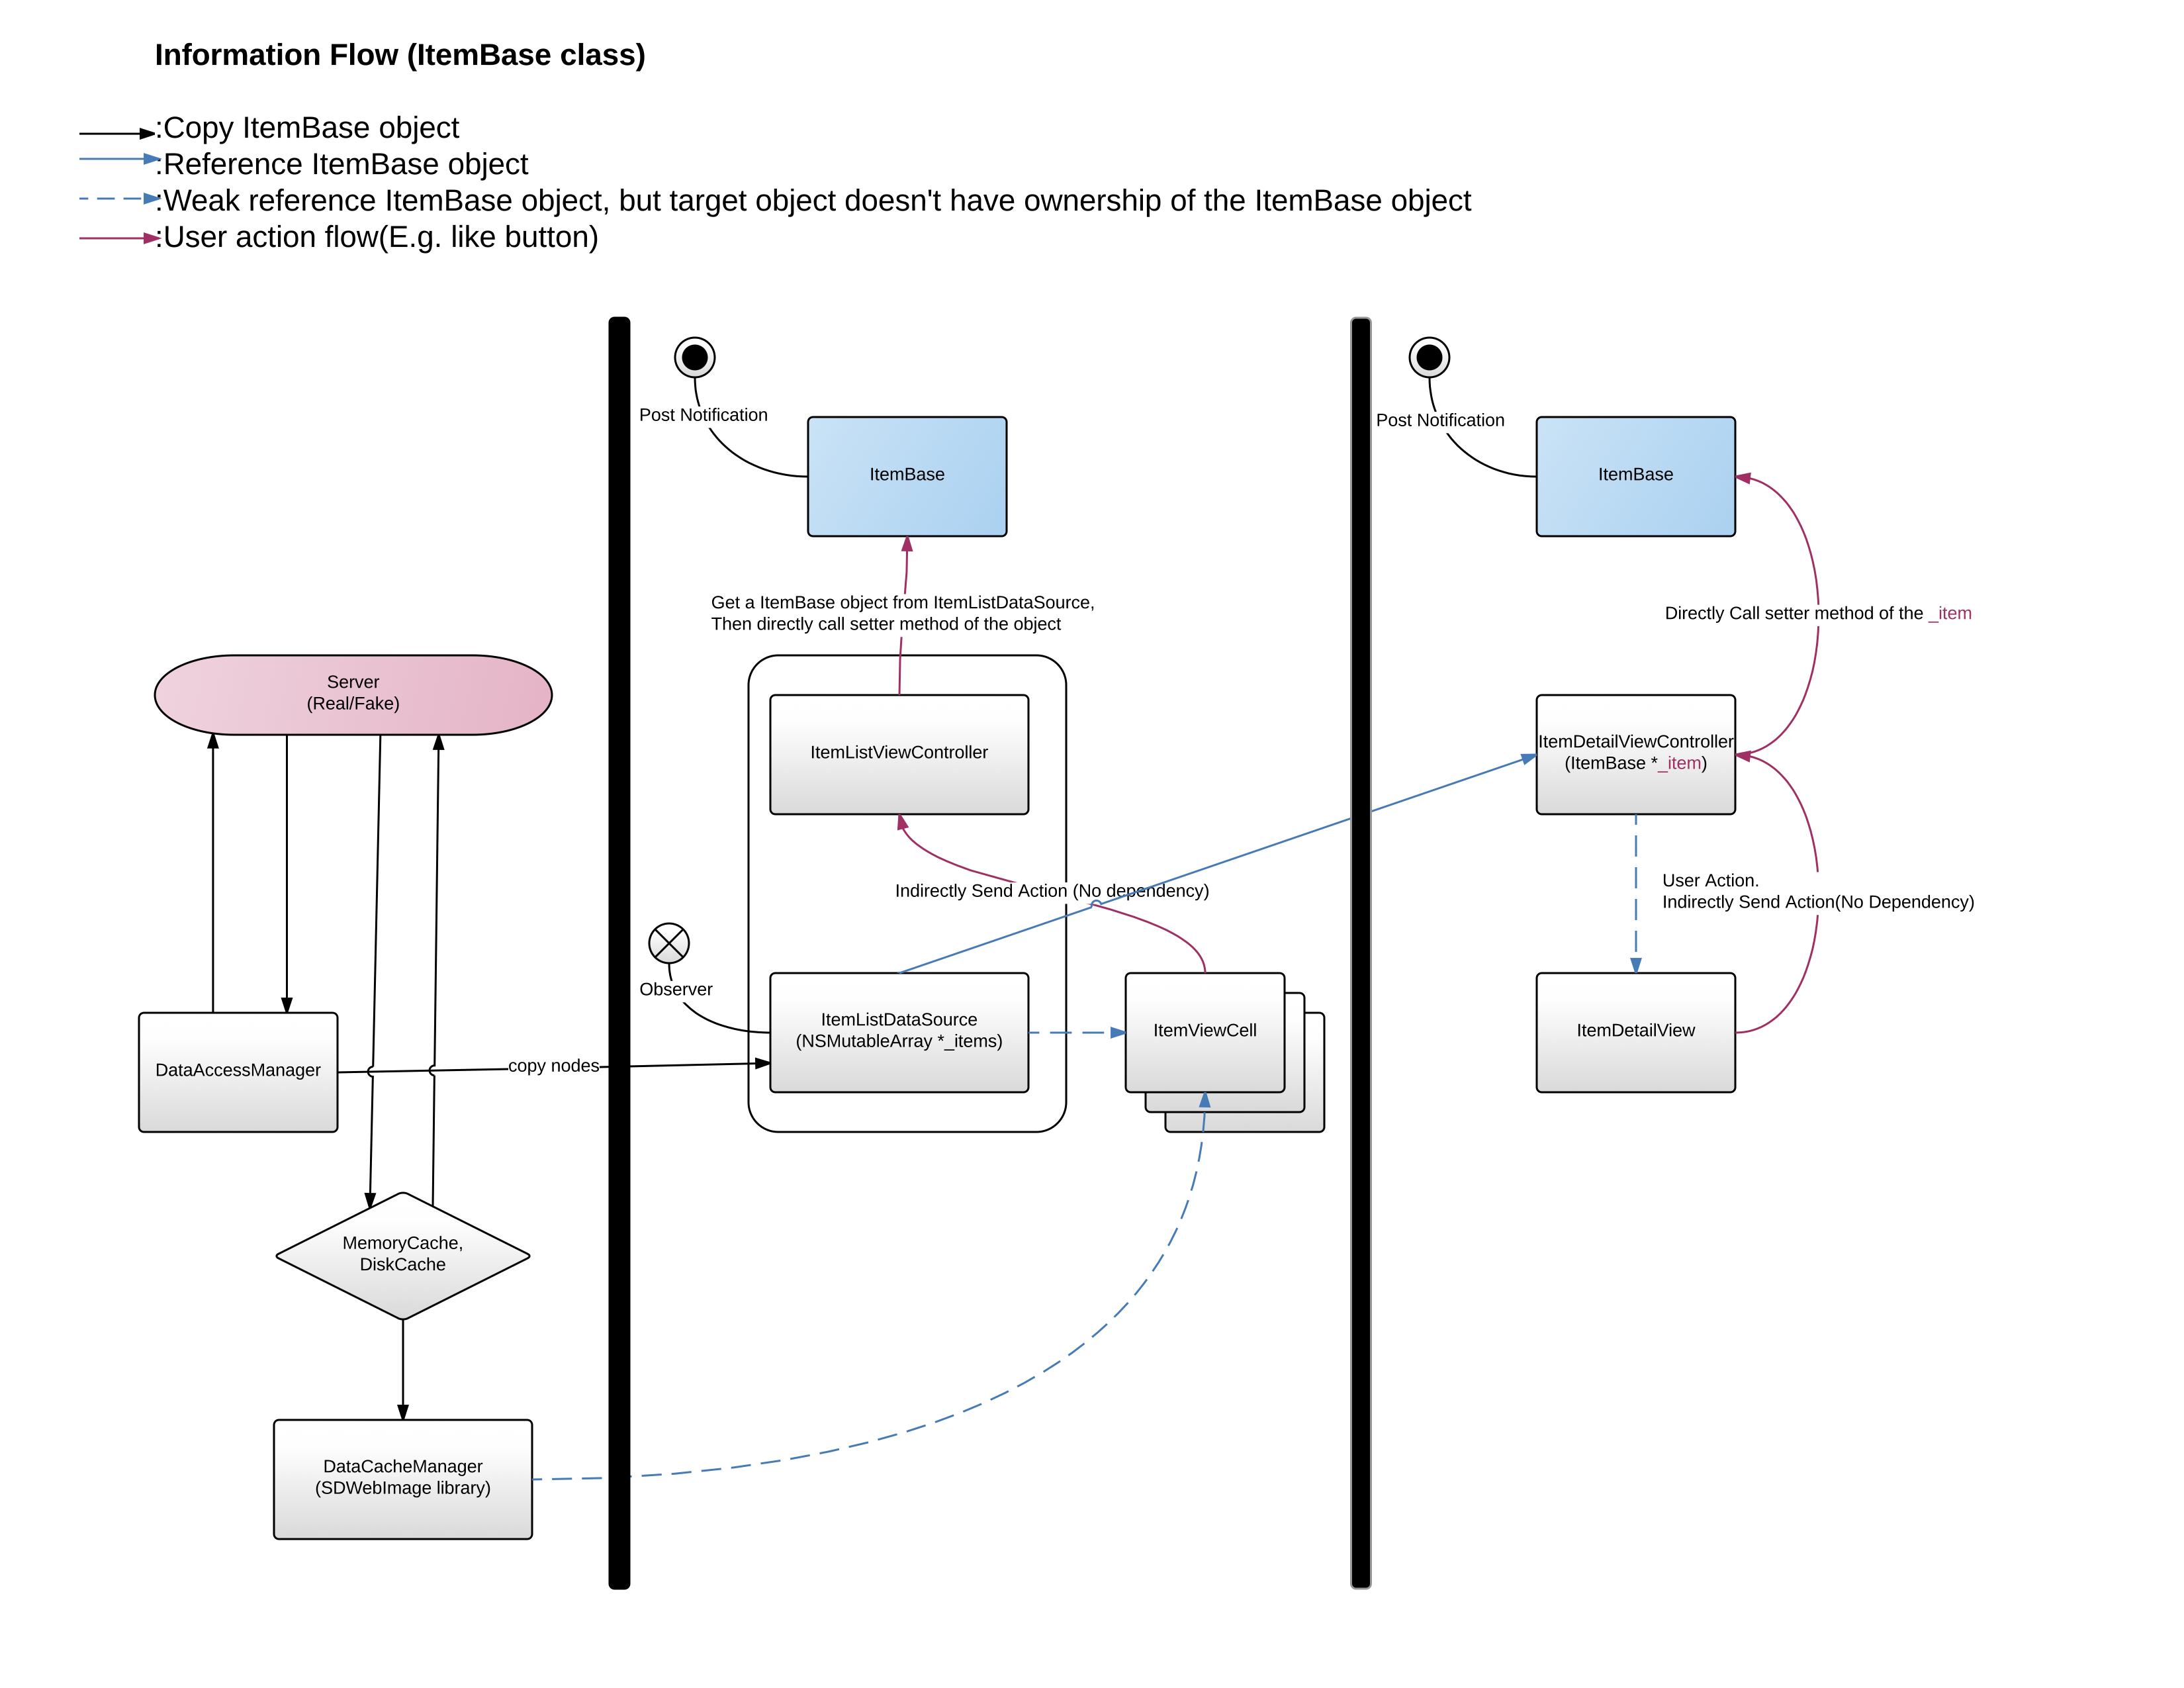 Information Flow (ItemBase class)
:Copy ItemBase object
:Reference ItemBase object
:Weak reference ItemBase object, but target object doesn't have ownership of the ItemBase object
:User action flow(E.g. like button)
Post Notification
ItemBase
Get a ItemBase object from ItemListDataSource,
Then directly call setter method of the object
Post Notification
ItemBase
Directly Call setter method of the _item
Server
(Real/Fake)
ItemListViewController
ItemDetailViewController
(ItemBase *_item)
Indirectly Send Action (No dependency)
User Action.
Indirectly Send Action(No Dependency)
Observer
ItemListDataSource
(NSMutableArray *_items)
ItemViewCell
ItemDetailView
DataAccessManager
copy nodes
MemoryCache,
DiskCache
DataCacheManager
(SDWebImage library)